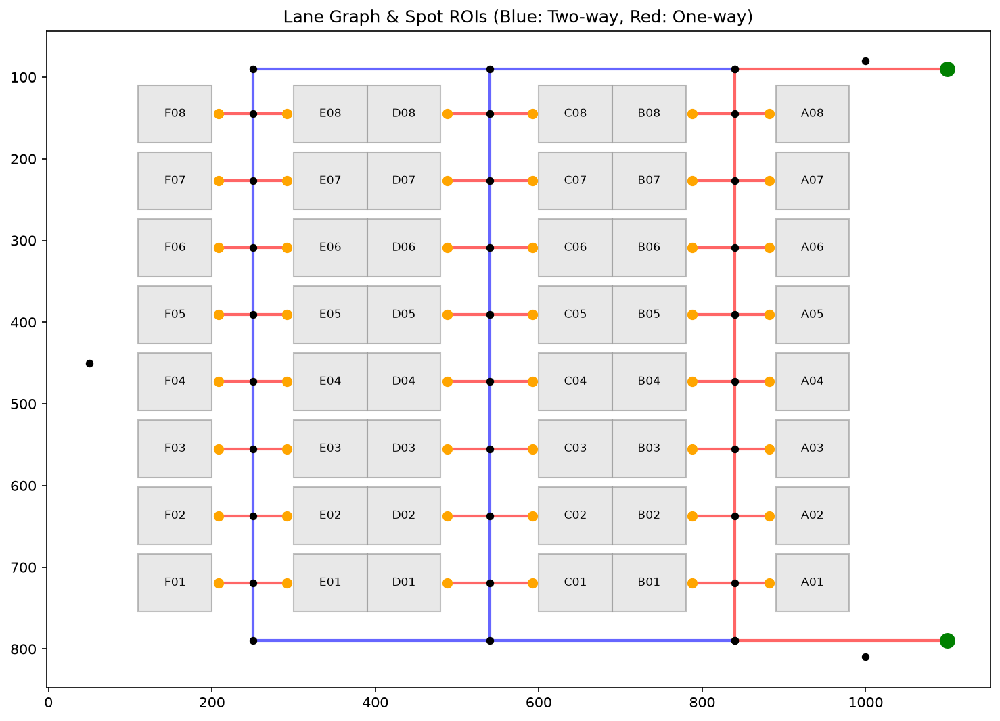 Lane Graph & Spot ROIs (Blue: Two-way, Red: One-way)
100
F08 E08 D08 C08 B08 A08
200
F07 E07 D07 C07 B07 A07
300
F06 E06 D06 C06 B06 A06
400
F05 E05 D05 C05 B05 A05
500
F04 E04 D04 C04 B04 A04
600
F03 E03 D03 C03 B03 A03
700
F02 E02 D02 C02 B02 A02
F01 E01 D01 C01 B01 A01
800
0 200 400 600 800 1000